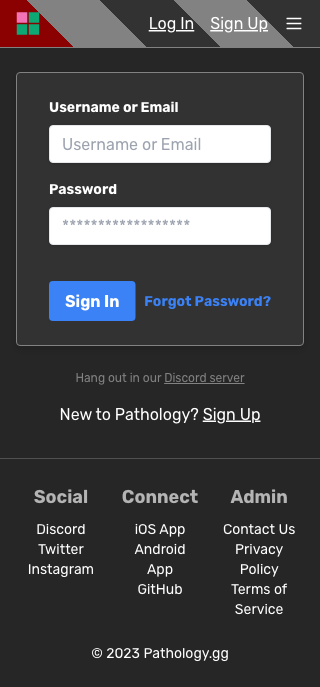 Log In Sign Up
Username or Email
Username or Email
Password
******************
Sign In Forgot Password?
Hang out in our Discord server
New to Pathology? Sign Up
Social
Discord
Twitter
Instagram
Connect
iOS App
Android
App
GitHub
Admin
Contact Us
Privacy
Policy
Terms of
Service
© 2023 Pathology.gg